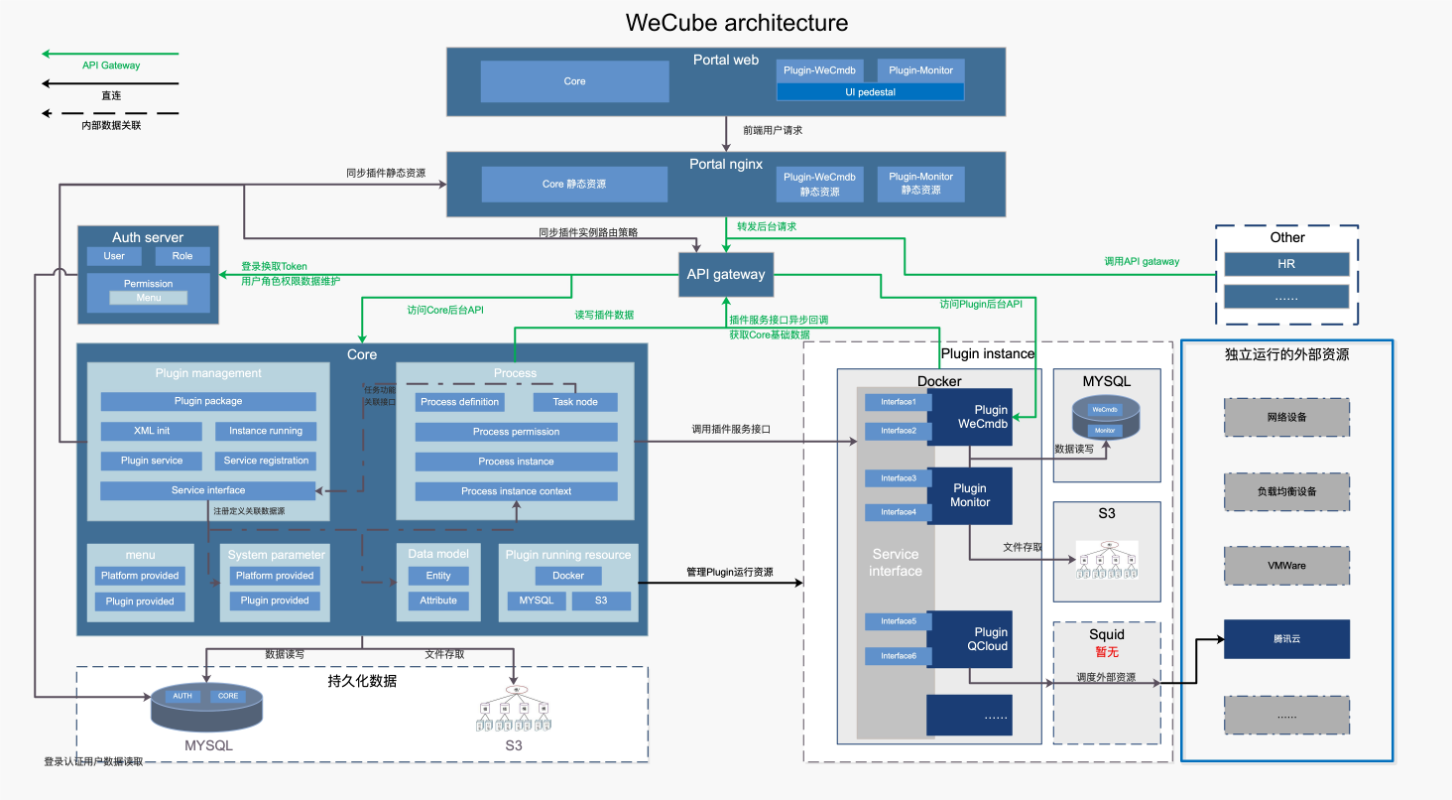 WeCube architecture
API Gateway
直连
内部数据关联
Portal web
Core
Plugin-WeCmdb
Plugin-Monitor
UI pedestal
前端用户请求
Portal nginx
Core 静态资源
Plugin-WeCmdb
静态资源
Plugin-Monitor
静态资源
同步插件静态资源
同步插件实例路由策略
转发后台请求
Auth server
User
Role
Permission
Menu
登录换取Token
用户角色权限数据维护
API gateway
调用API gataway
Other
HR
......
访问Core后台API
读写插件数据
插件服务接口异步回调
获取Core基础数据
访问Plugin后台API
Core
Plugin management
Plugin package
XML init
Instance running
Plugin service
Service registration
Service interface
注册定义关联数据源
任务功能
关联接口
Process
Process definition
Task node
Process permission
Process instance
Process instance context
menu
Platform provided
Plugin provided
System parameter
Platform provided
Plugin provided
Data model
Entity
Attribute
Plugin running resource
Docker
MYSQL
S3
调用插件服务接口
管理Plugin运行资源
Plugin instance
Docker
Interface1
Interface2
Plugin
WeCmdb
Interface3
Interface4
Plugin
Monitor
Service
interface
Interface5
Interface6
Plugin
QCloud
......
MYSQL
WeCmdb
Monitor
数据读写
S3
文件存取
Squid
暂无
调度外部资源
独立运行的外部资源
网络设备
负载均衡设备
VMWare
腾讯云
......
数据读写
文件存取
持久化数据
AUTH
CORE
MYSQL
S3
登录认证用户数据读取